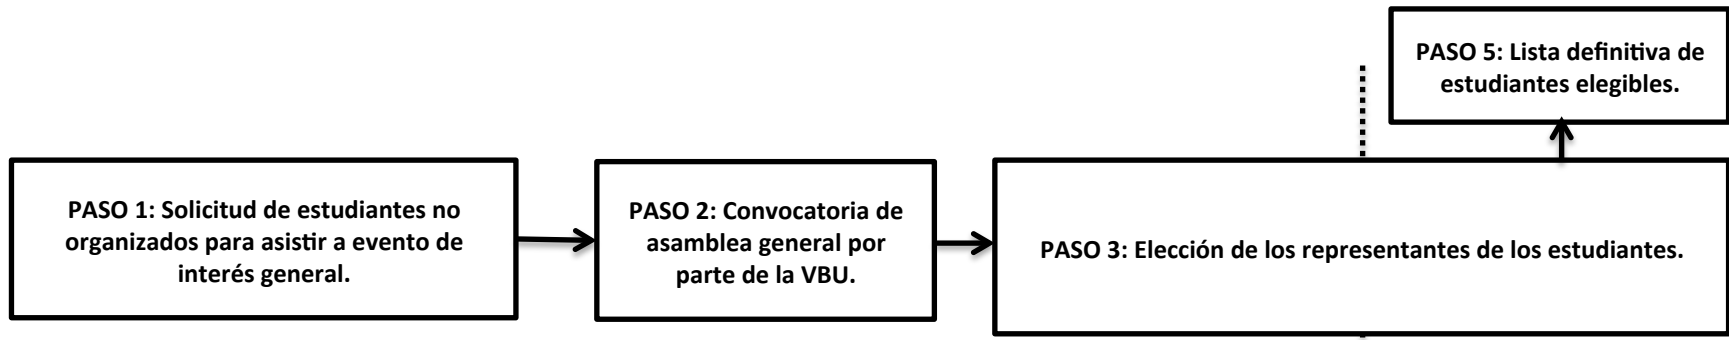 PASO 5: Lista definitiva de
estudiantes elegibles.
PASO 1: Solicitud de estudiantes no
organizados para asistir a evento de
interés general.
PASO 2: Convocatoria de
asamblea general por
parte de la VBU.
PASO 3: Elección de los representantes de los estudiantes.